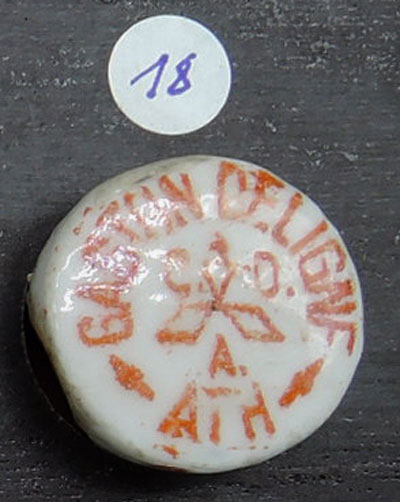 18
GASTON DELIGNE
G. D.
A.
ATH